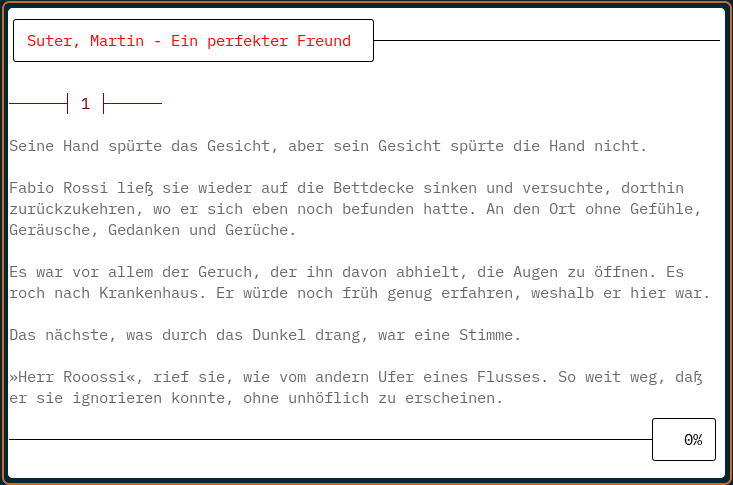 Suter, Martin - Ein perfekter Freund
1
Seine Hand spürte das Gesicht, aber sein Gesicht spürte die Hand nicht.
Fabio Rossi ließ sie wieder auf die Bettdecke sinken und versuchte, dorthin
zurückzukehren, wo er sich eben noch befunden hatte. An den Ort ohne Gefühle,
Geräusche, Gedanken und Gerüche.
Es war vor allem der Geruch, der ihn davon abhielt, die Augen zu öffnen. Es
roch nach Krankenhaus. Er würde noch früh genug erfahren, weshalb er hier war.
Das nächste, was durch das Dunkel drang, war eine Stimme.
»Herr Rooossi«, rief sie, wie vom andern Ufer eines Flusses. So weit weg, daß
er sie ignorieren konnte, ohne unhöflich zu erscheinen.
0%